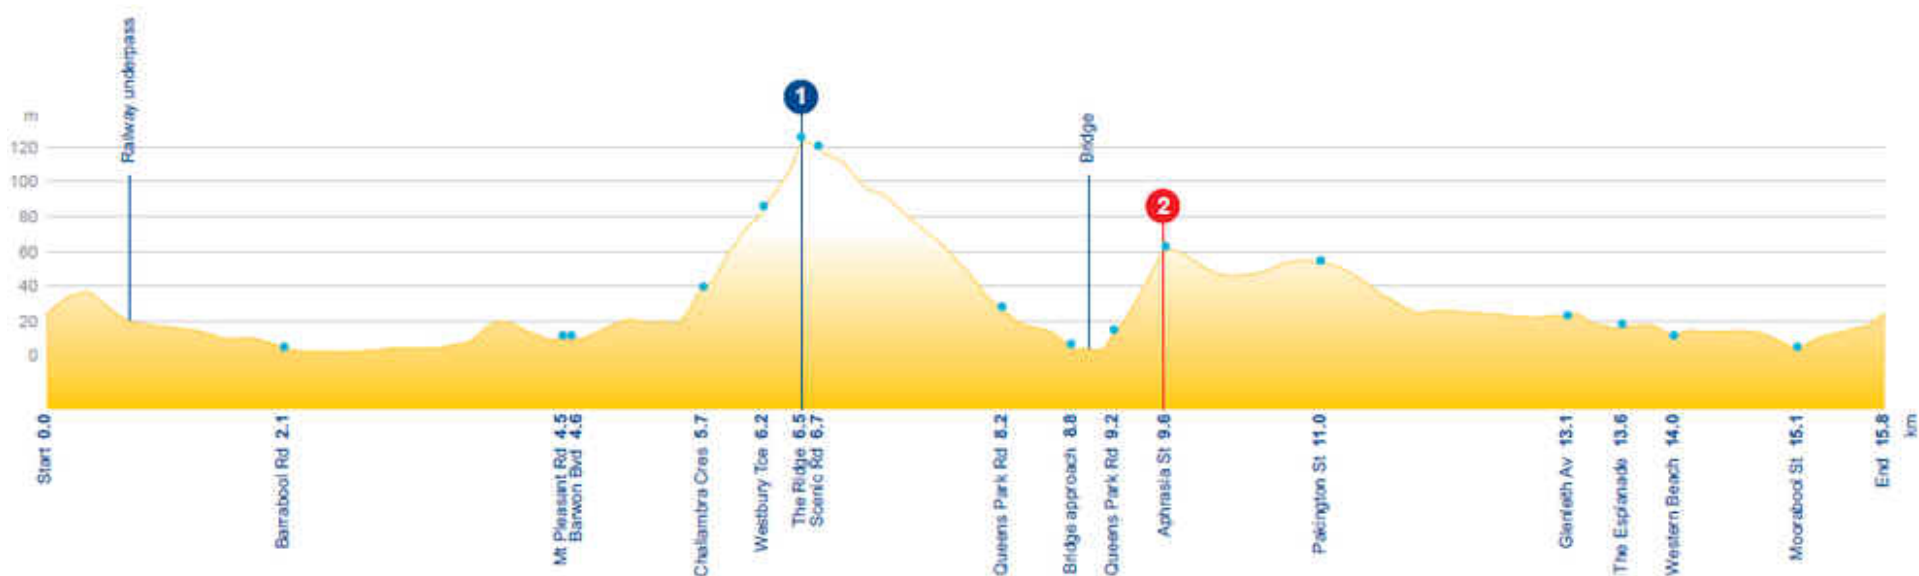 Railway underpass
1
Bridge
2
m
120
100
80
60
40
20
0
Start 0.0
Barrabool Rd 2.1
Mt Pleasant Rd 4.5
Barwon Bvd 4.6
Challambra Cres 5.7
Westbury Tce 6.2
The Ridge 6.5
Scenic Rd 6.7
Queens Park Rd 8.2
Bridge approach 8.8
Queens Park Rd 9.2
Aphrasia St 9.6
Pakington St 11.0
Glenleith Av 13.1
The Esplanade 13.6
Western Beach 14.0
Moorabool St 15.1
End 15.8
km